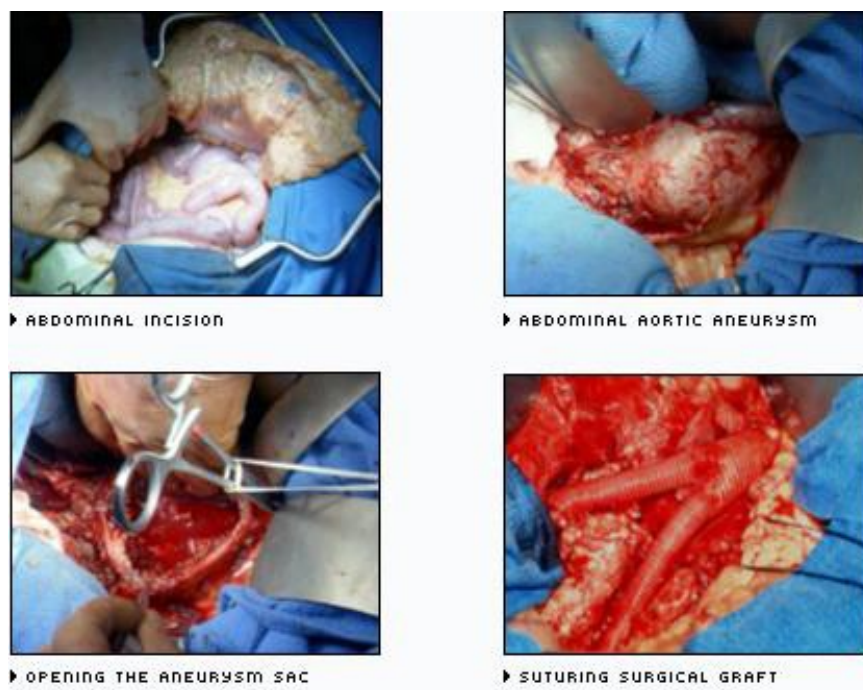 ABDOMINAL INCISION
ABDOMINAL AORTIC ANEURYSM
OPENING THE ANEURYSM SAC
SUTURING SURGICAL GRAFT